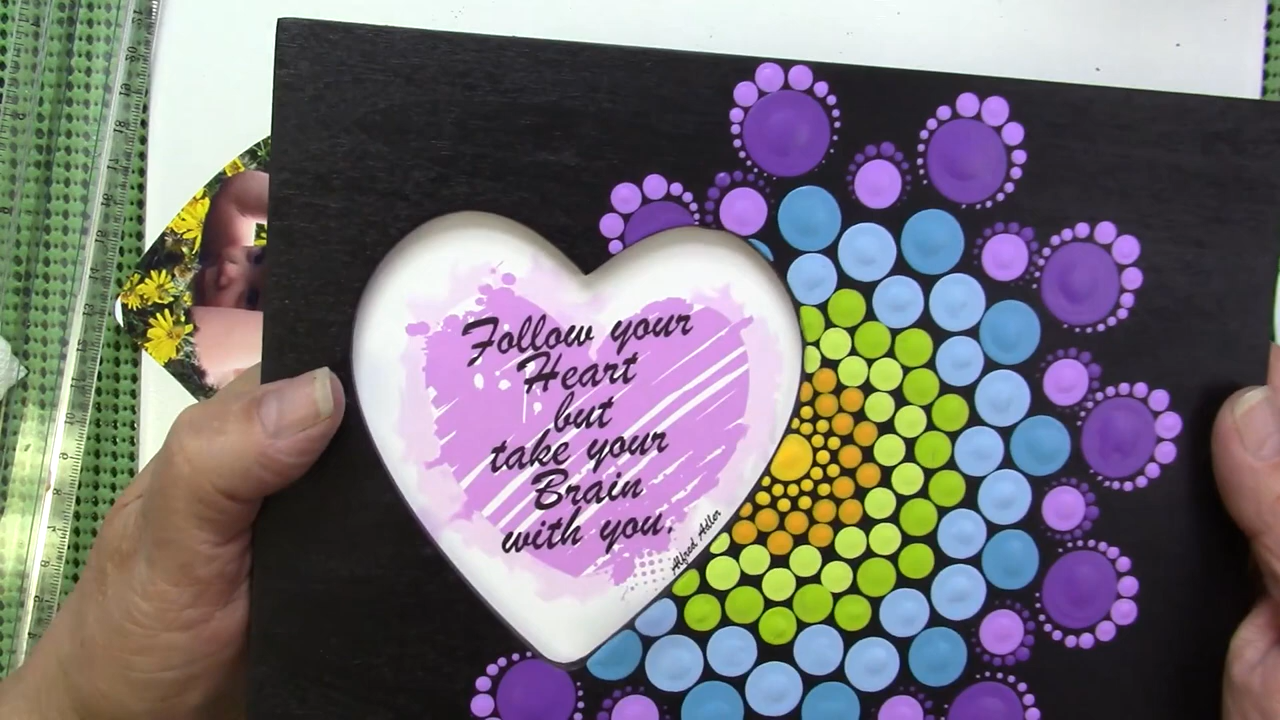 Follow your
Heart
but
take your
Brain
with you.
Alfred Adler